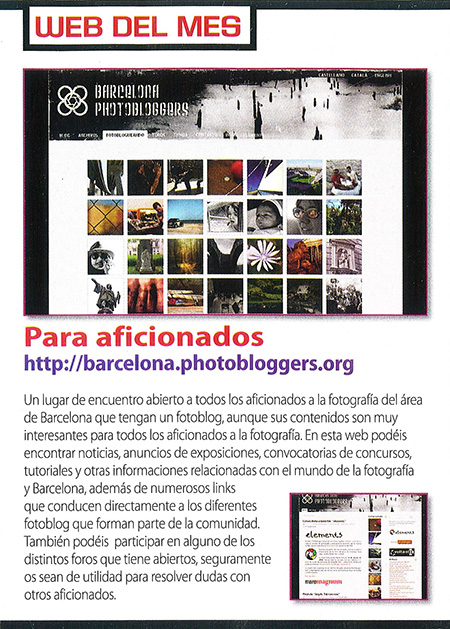 WEB DEL MES
CASTELLANO CATALÀ ENGLISH
BARCELONA
PHOTOBLOGGERS
BLOG ARCHIVOS FOTOBLOGUEANDO FOROS
Para aficionados
http://barcelona.photobloggers.org
Un lugar de encuentro abierto a todos los aficionados a la fotografía del área
de Barcelona que tengan un fotoblog, aunque sus contenidos son muy
interesantes para todos los aficionados a la fotografía. En esta web podéis
encontrar noticias, anuncios de exposiciones, convocatorias de concursos,
tutoriales y otras informaciones relacionadas con el mundo de la fotografía
y Barcelona, además de numerosos links
que conducen directamente a los diferentes
fotoblog que forman parte de la comunidad.
También podéis participar en alguno de los
distintos foros que tiene abiertos, seguramente
os sean de utilidad para resolver dudas con
otros aficionados.
BARCELONA
PHOTOBLOGGERS
elements